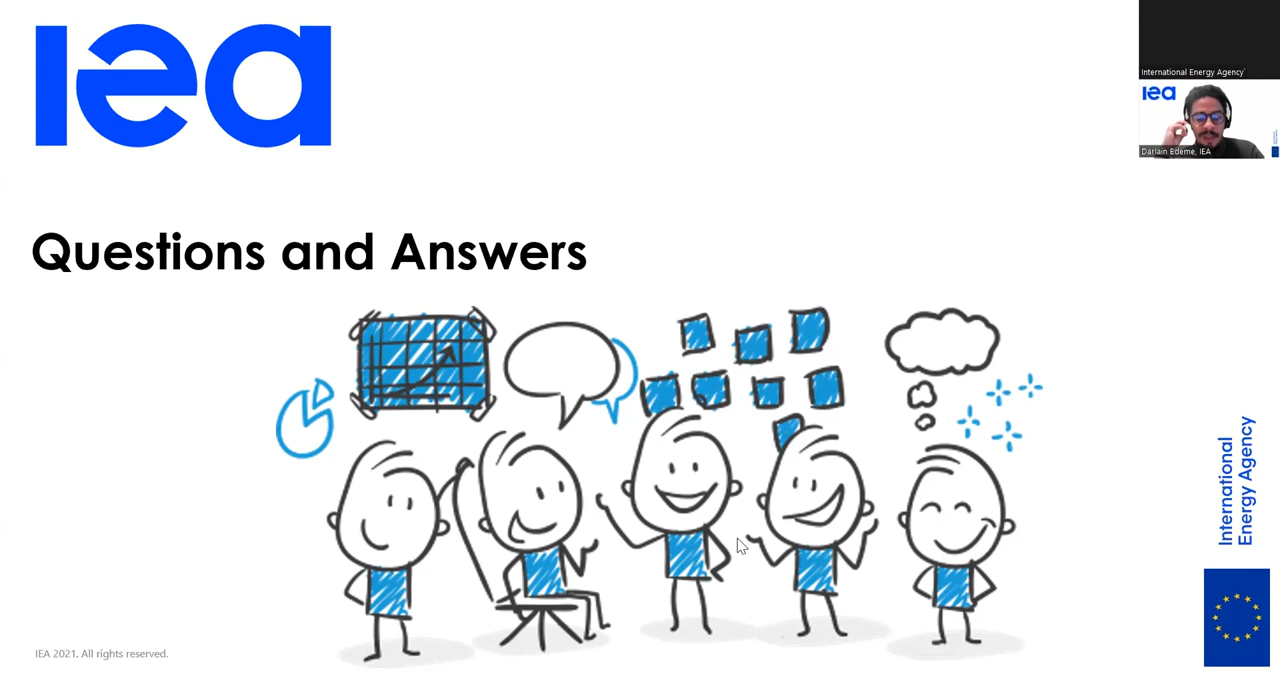 iea
International Energy Agency
iea
Darlain Edeme, IEA
Questions and Answers
International
Energy Agency
IEA 2021. All rights reserved.